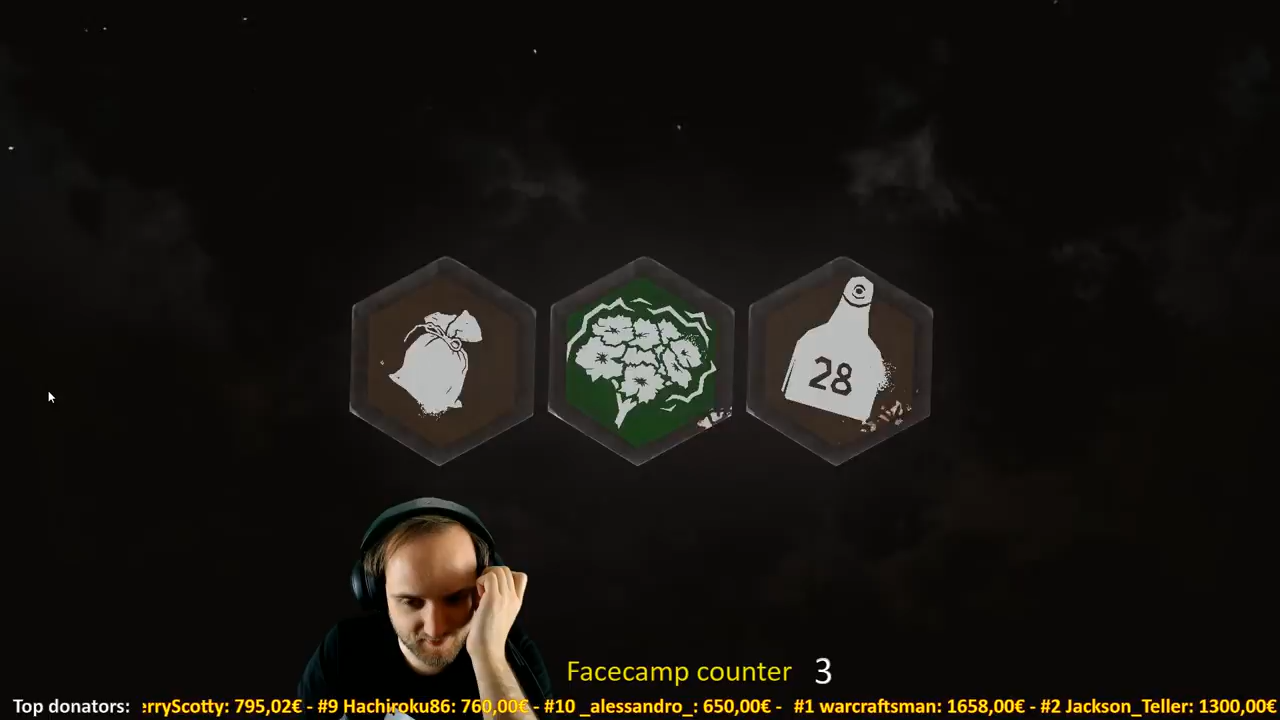 28
Facecamp counter 3
Top donators: erryScotty: 795,02€ - #9 Hachiroku86: 760,00€ - #10 _alessandro_: 650,00€ - #1 warcraftsman: 1658,00€ - #2 Jackson_Teller: 1300,00€